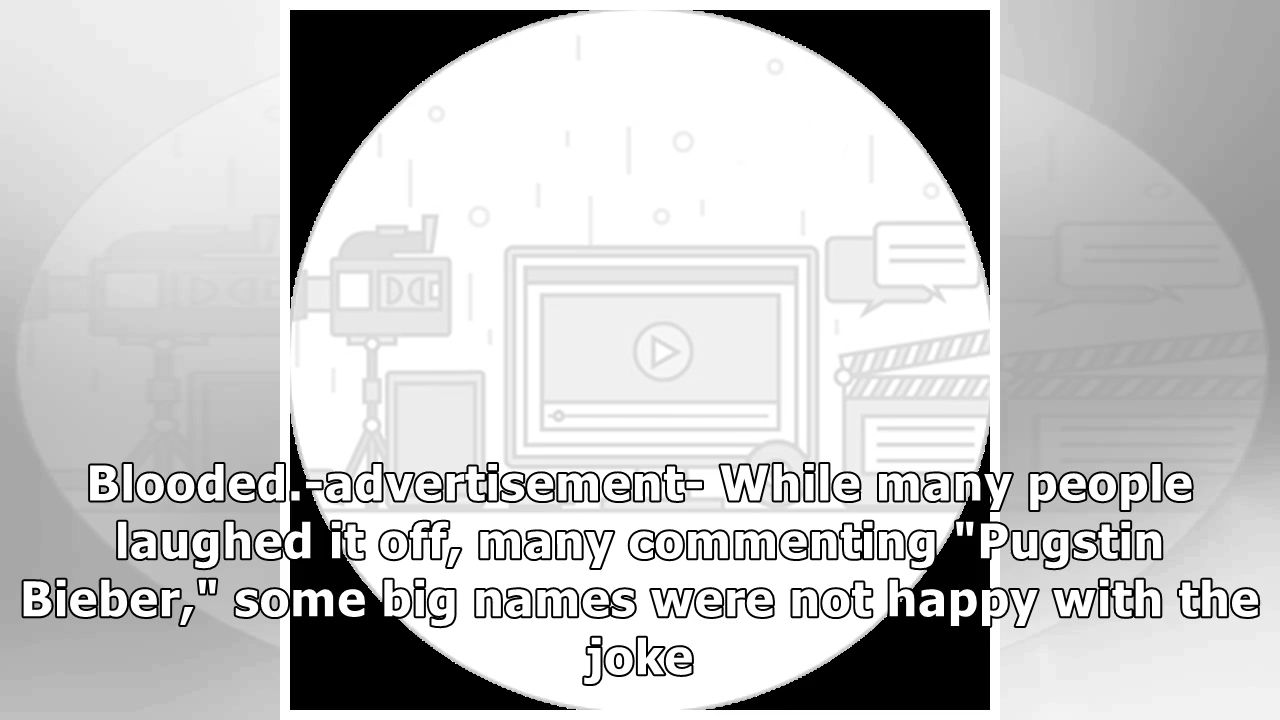 Blooded.-advertisement- While many people
laughed it off, many commenting "Pugstin
Bieber," some big names were not happy with the
joke